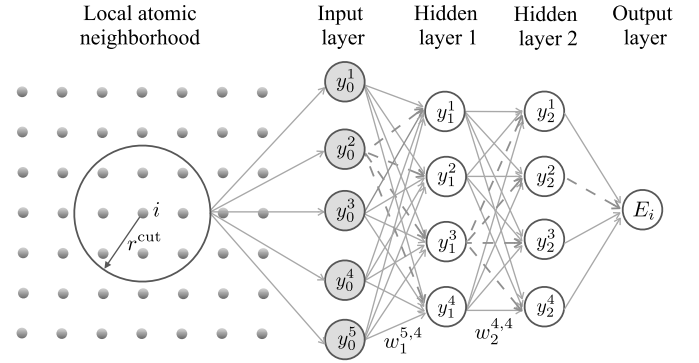 Local atomic
neighborhood
Input
layer
Hidden
layer 1
Hidden
layer 2
Output
layer
i
r^cut
y_0^1
y_0^2
y_0^3
y_0^4
y_0^5
y_1^1
y_1^2
y_1^3
y_1^4
y_2^1
y_2^2
y_2^3
y_2^4
E_i
w_1^{5,4}
w_2^{4,4}